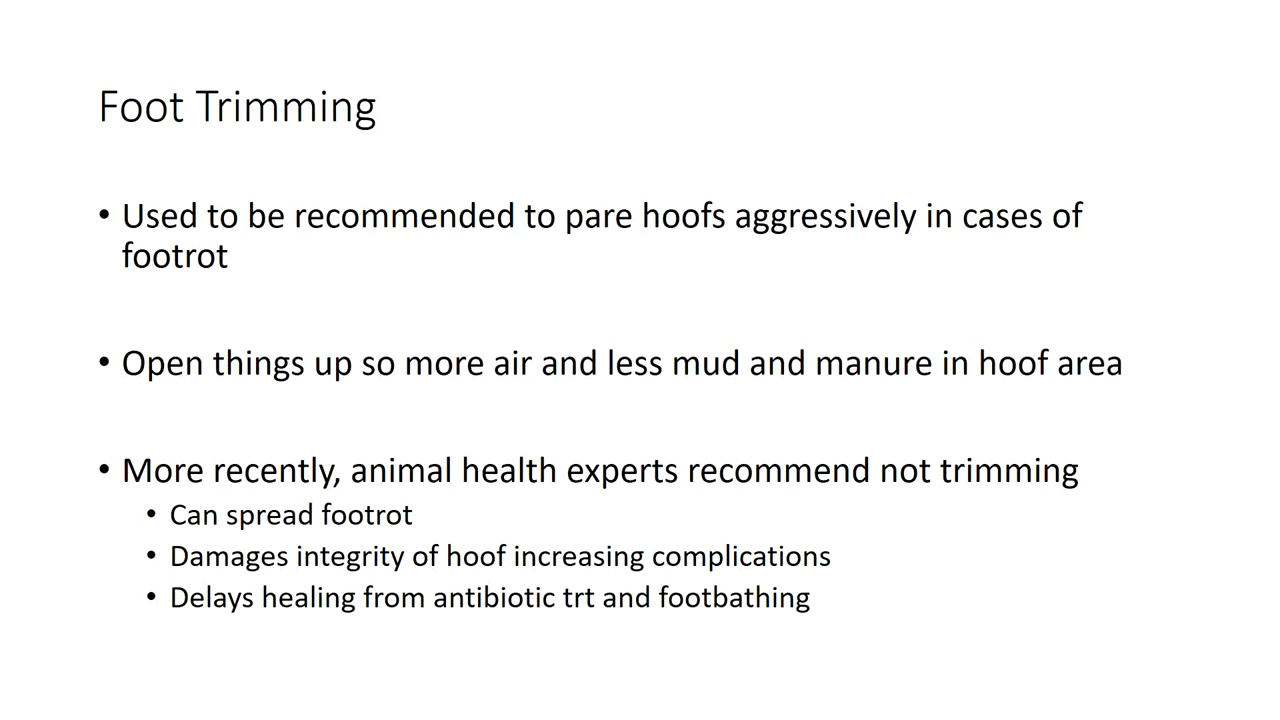 Foot Trimming
• Used to be recommended to pare hoofs aggressively in cases of
footrot
• Open things up so more air and less mud and manure in hoof area
• More recently, animal health experts recommend not trimming
• Can spread footrot
• Damages integrity of hoof increasing complications
• Delays healing from antibiotic trt and footbathing